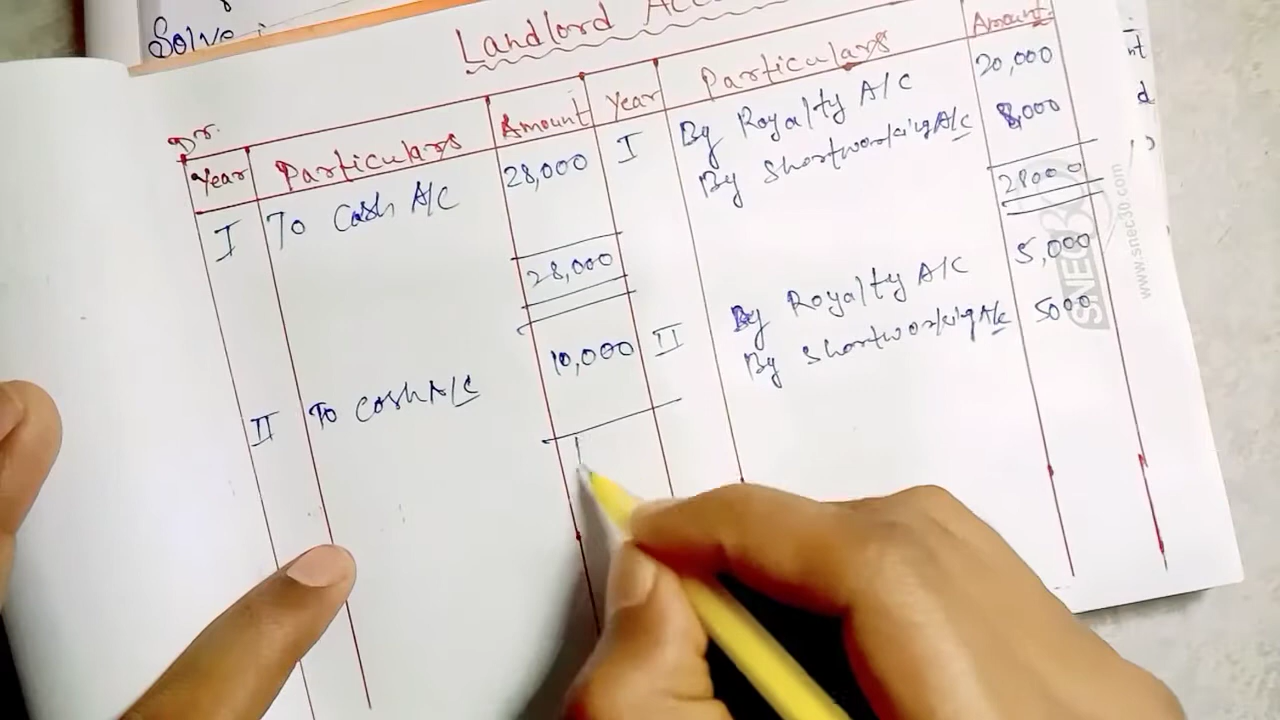 Solve :
Landlord
Dr.
Year Particulars Amount Year Particulars Amount
I To Cash A/C 28,000 I By Royalty A/C 20,000
By Shortworking A/c 8,000
28,000 28000
II To Cash A/C 10,000 II By Royalty A/C 5,000
By Shortworking A/c 5000
SNEC30
www.snec30.com